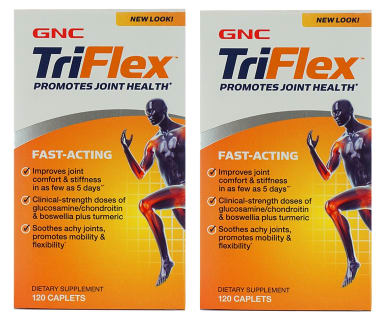 NEW LOOK!
GNC
TriFlex™
PROMOTES JOINT HEALTH*
FAST-ACTING
Improves joint
comfort & stiffness
in as few as 5 days**
Clinical-strength doses of
glucosamine/chondroitin
& boswellia plus turmeric
Soothes achy joints,
promotes mobility &
flexibility*
DIETARY SUPPLEMENT
120 CAPLETS
NEW LOOK!
GNC
TriFlex™
PROMOTES JOINT HEALTH*
FAST-ACTING
Improves joint
comfort & stiffness
in as few as 5 days**
Clinical-strength doses of
glucosamine/chondroitin
& boswellia plus turmeric
Soothes achy joints,
promotes mobility &
flexibility*
DIETARY SUPPLEMENT
120 CAPLETS